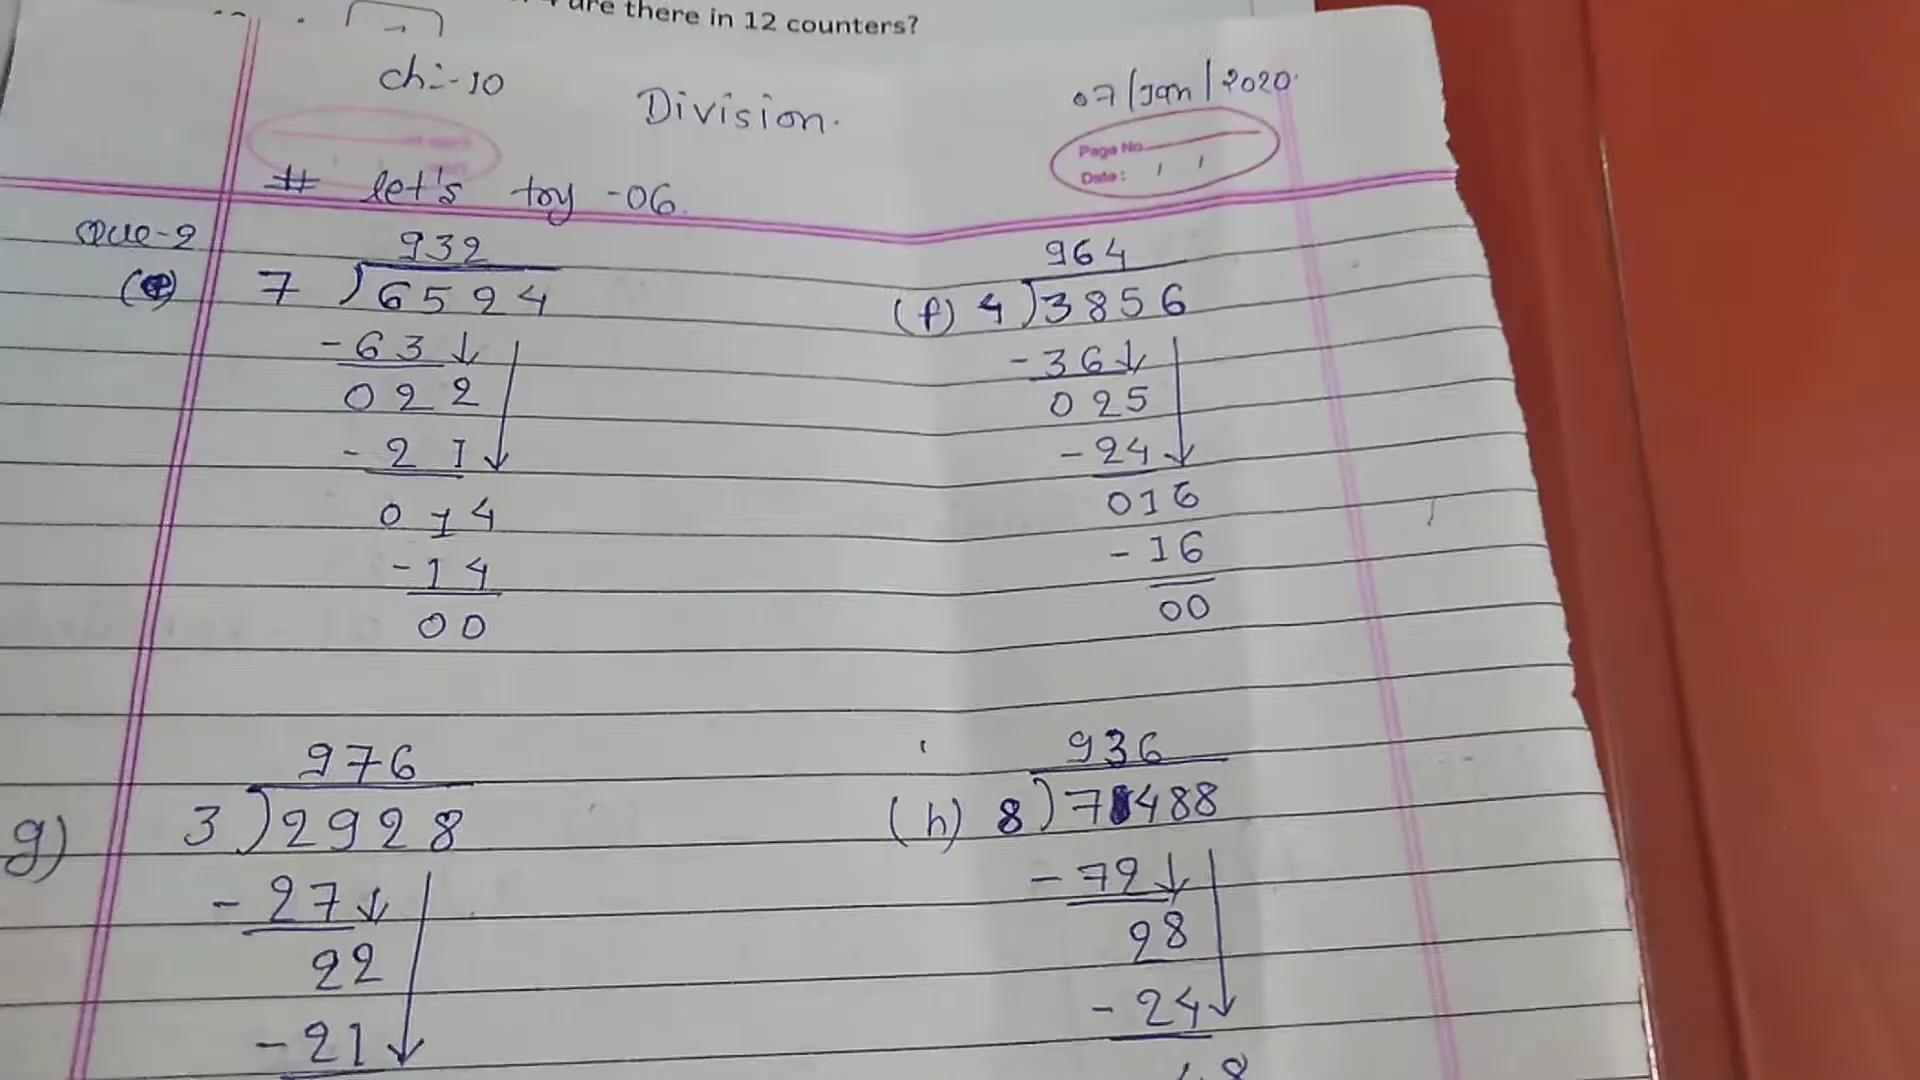 are there in 12 counters?
ch:-10
Division.
07/Jan/2020
Page No.
Date:
# let's try -06.
Que-2
(e) 7)6524
932
-63
022
-21
014
-14
00
(f) 4)3856
964
-36
025
-24
016
-16
00
g) 3)2928
976
-27
22
-21
(h) 8)7488
936
-72
28
-24
48